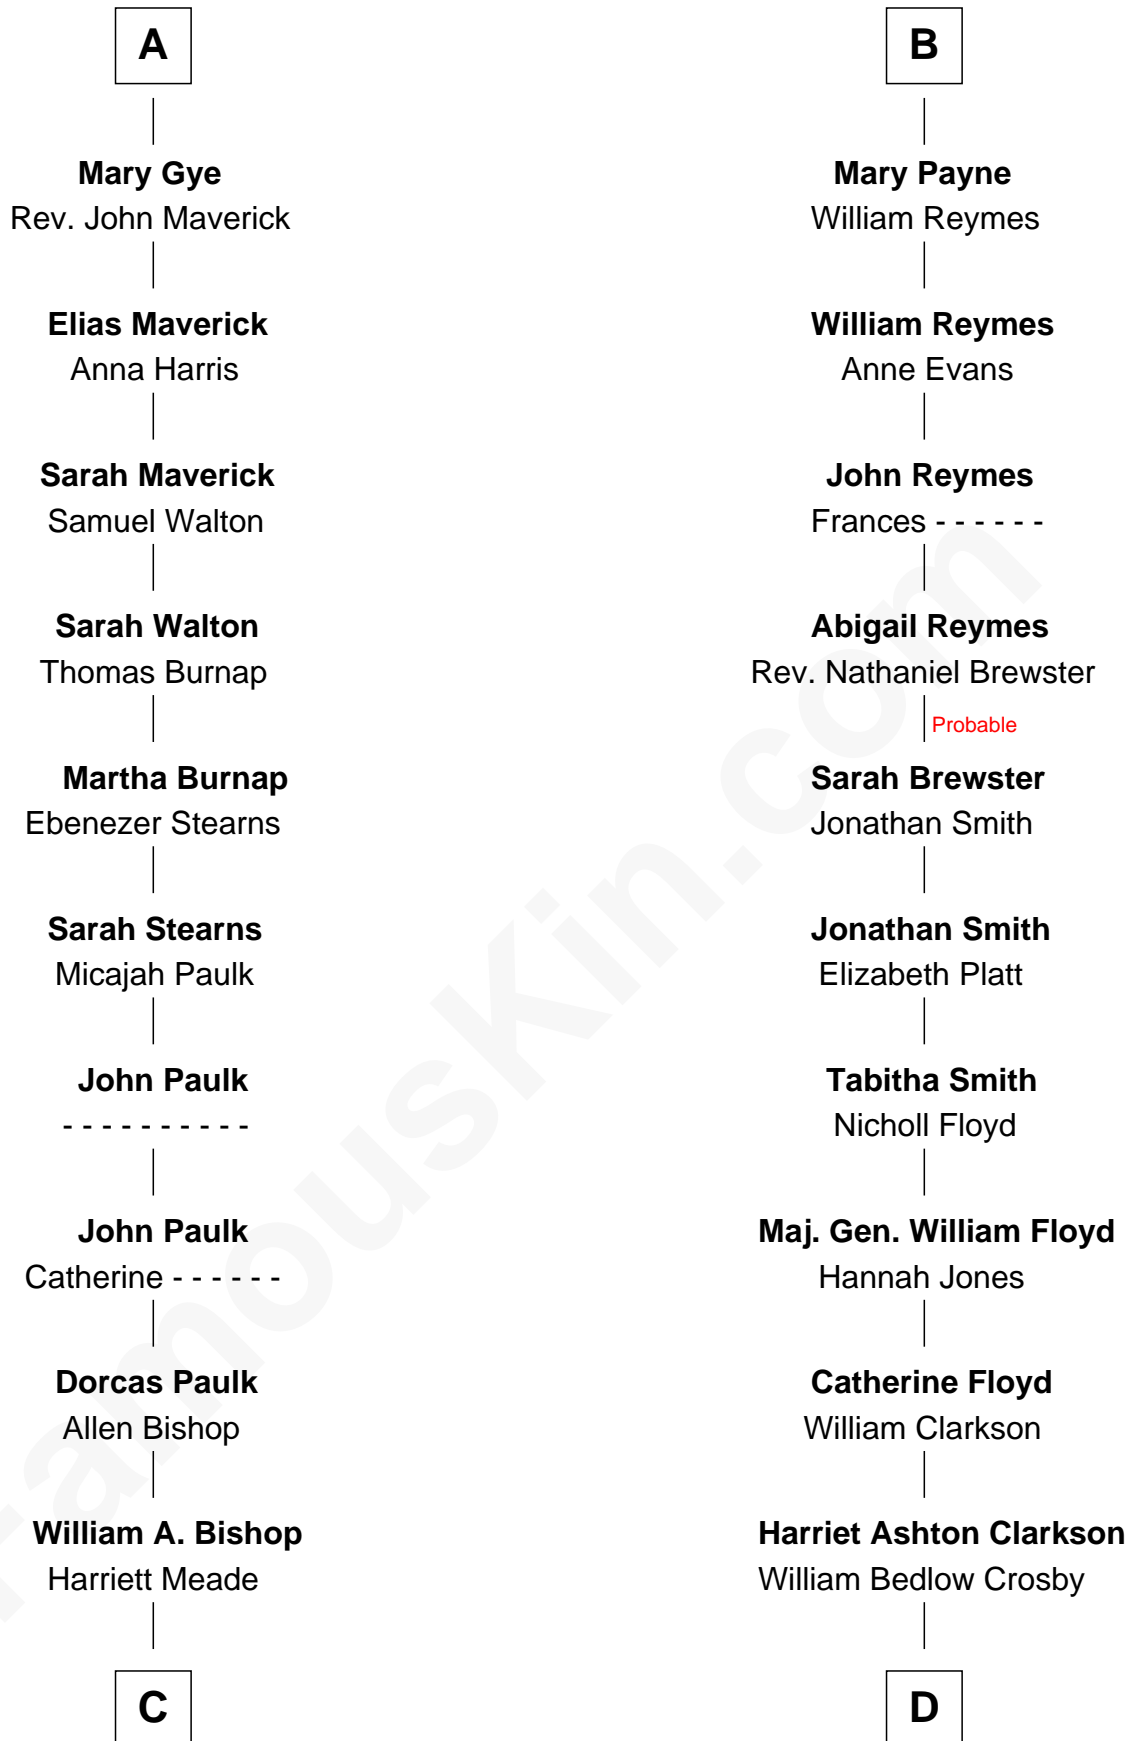 A
Mary Gye
Rev. John Maverick
Elias Maverick
Anna Harris
Sarah Maverick
Samuel Walton
Sarah Walton
Thomas Burnap
Martha Burnap
Ebenezer Stearns
Sarah Stearns
Micajah Paulk
John Paulk
- - - - - - - - - -
John Paulk
Catherine - - - - - -
Dorcas Paulk
Allen Bishop
William A. Bishop
Harriett Meade
C
B
Mary Payne
William Reymes
William Reymes
Anne Evans
John Reymes
Frances - - - - - -
Abigail Reymes
Rev. Nathaniel Brewster
Probable
Sarah Brewster
Jonathan Smith
Jonathan Smith
Elizabeth Platt
Tabitha Smith
Nicholl Floyd
Maj. Gen. William Floyd
Hannah Jones
Catherine Floyd
William Clarkson
Harriet Ashton Clarkson
William Bedlow Crosby
D
FamousKin.com